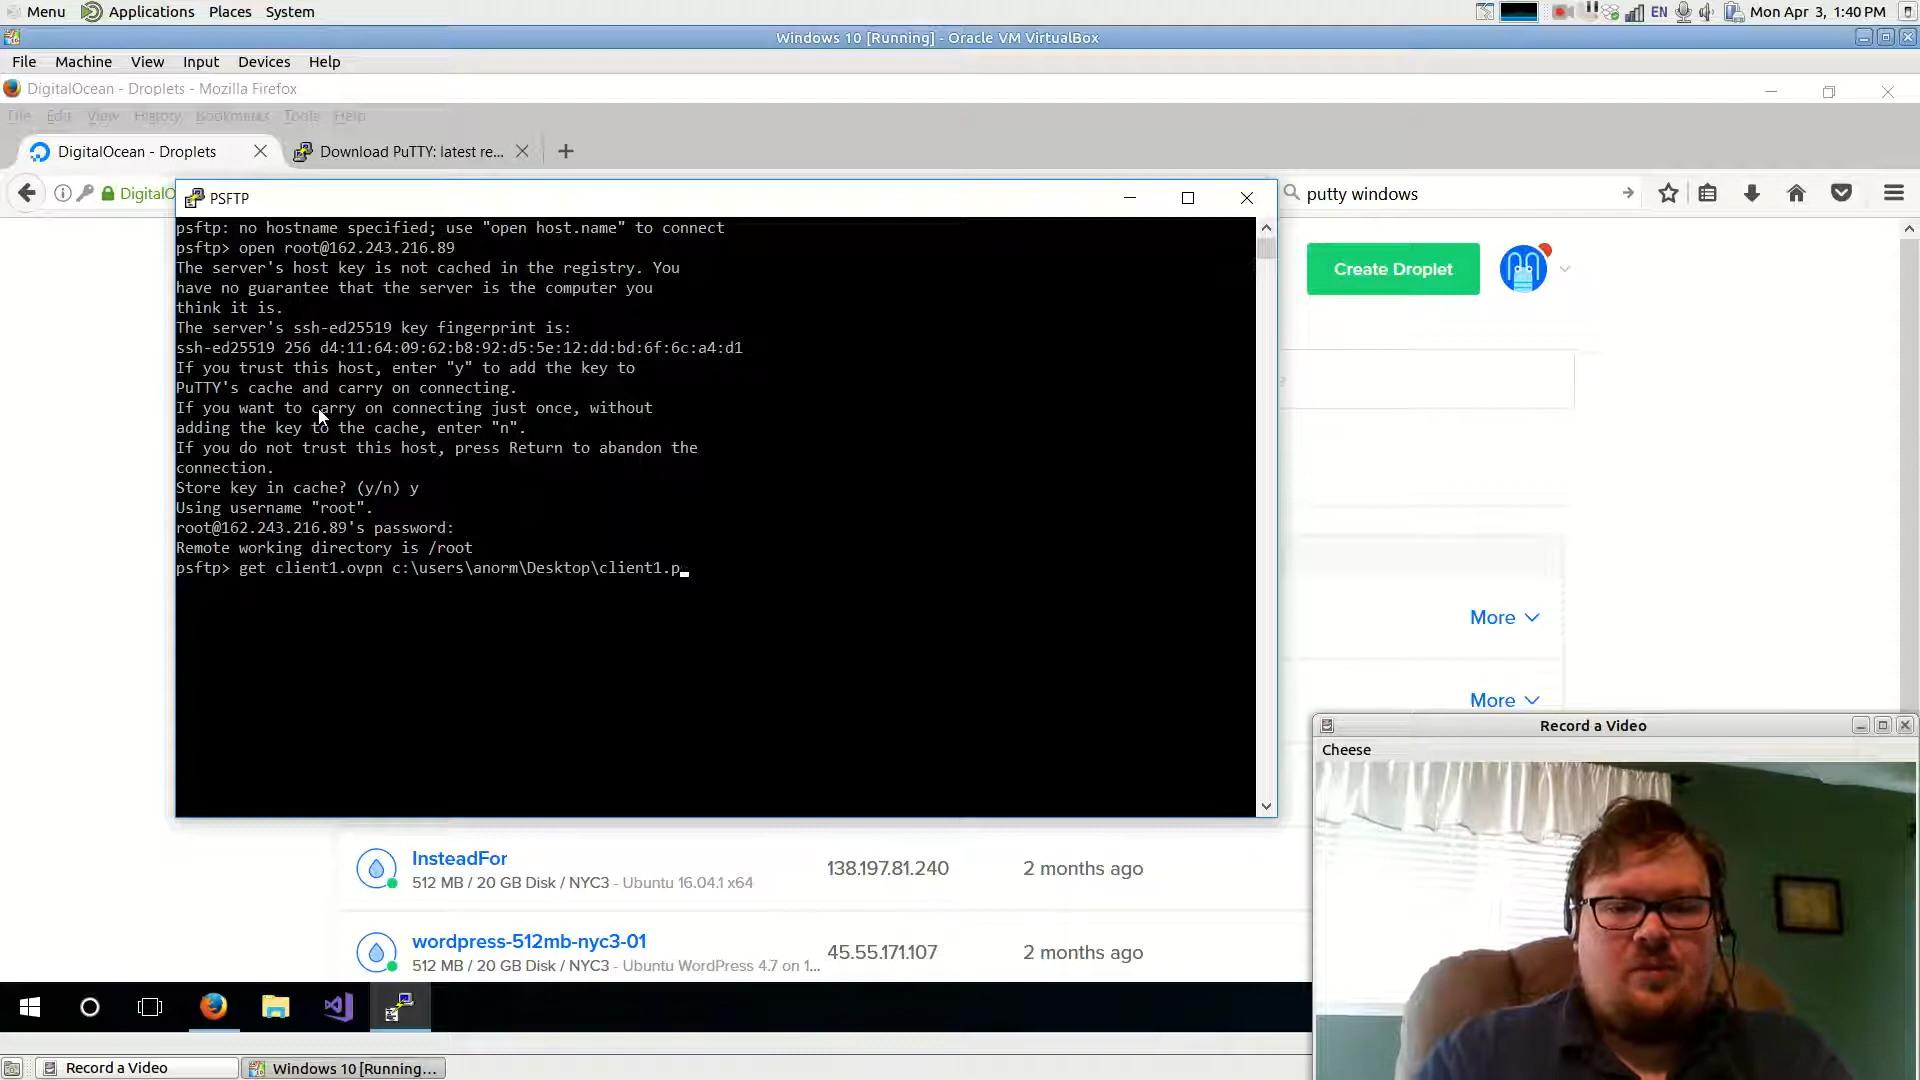 Menu Applications Places System
EN Mon Apr 3, 1:40 PM
Windows 10 [Running] - Oracle VM VirtualBox
File Machine View Input Devices Help
DigitalOcean - Droplets - Mozilla Firefox
File Edit View History Bookmarks Tools Help
DigitalOcean - Droplets
Download PuTTY: latest re...
DigitalO
putty windows
PSFTP
psftp: no hostname specified; use "open host.name" to connect
psftp> open root@162.243.216.89
The server's host key is not cached in the registry. You
have no guarantee that the server is the computer you
think it is.
The server's ssh-ed25519 key fingerprint is:
ssh-ed25519 256 d4:11:64:09:62:b8:92:d5:5e:12:dd:bd:6f:6c:a4:d1
If you trust this host, enter "y" to add the key to
PuTTY's cache and carry on connecting.
If you want to carry on connecting just once, without
adding the key to the cache, enter "n".
If you do not trust this host, press Return to abandon the
connection.
Store key in cache? (y/n) y
Using username "root".
root@162.243.216.89's password:
Remote working directory is /root
psftp> get client1.ovpn c:\users\anorm\Desktop\client1.p
Create Droplet
More
More
InsteadFor
512 MB / 20 GB Disk / NYC3 - Ubuntu 16.04.1 x64
138.197.81.240
2 months ago
wordpress-512mb-nyc3-01
512 MB / 20 GB Disk / NYC3 - Ubuntu WordPress 4.7 on 1...
45.55.171.107
2 months ago
Record a Video
Cheese
Record a Video
Windows 10 [Running...